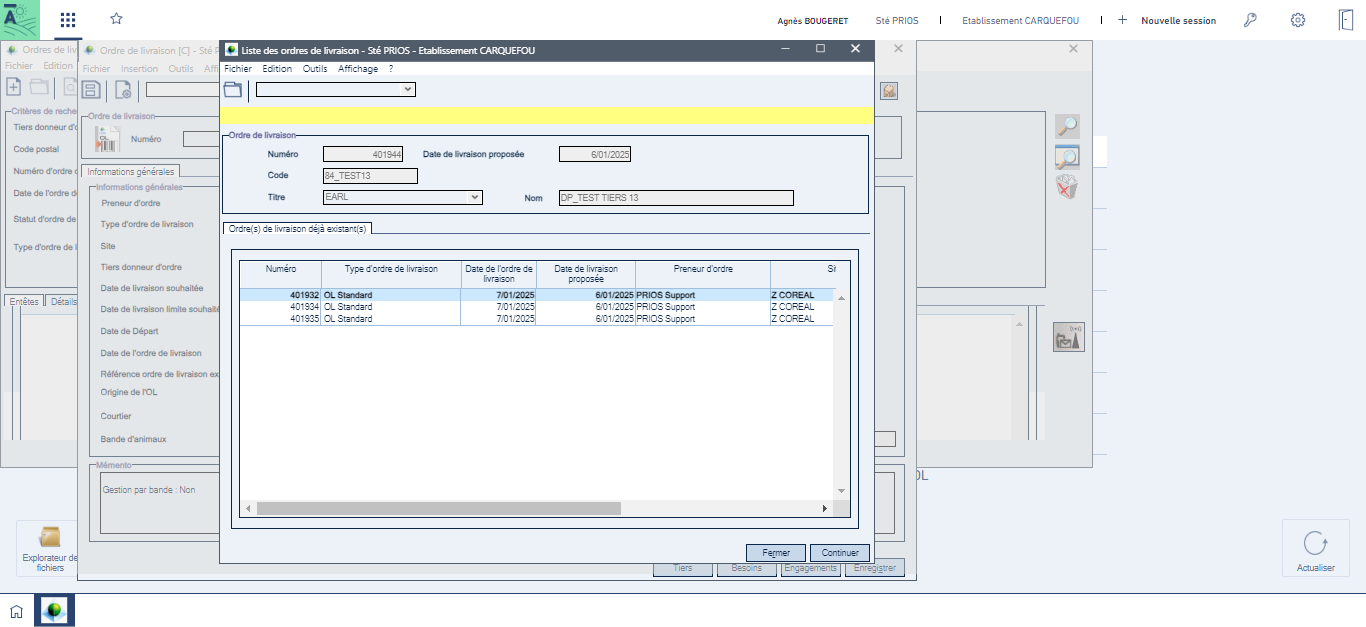 Agnès BOUGERET
Sté PRIOS
Etablissement CARQUEFOU
Nouvelle session
Ordres de liv
Fichier Edition
Critères de reche
Tiers donneur d'o
Code postal
Numéro d'ordre d
Date de l'ordre de
Statut d'ordre de
Type d'ordre de l
Entêtes Détails
Ordre de livraison [C] - Sté P
Fichier Insertion Outils Affi
Ordre de livraison
Numéro
Informations générales
Informations générales
Preneur d'ordre
Type d'ordre de livraison
Site
Tiers donneur d'ordre
Date de livraison souhaitée
Date de livraison limite souhaité
Date de Départ
Date de l'ordre de livraison
Référence ordre de livraison ex
Origine de l'OL
Courtier
Bande d'animaux
Mémento
Gestion par bande : Non
Liste des ordres de livraison - Sté PRIOS - Etablissement CARQUEFOU
Fichier Edition Outils Affichage ?
Ordre de livraison
Numéro 401944 Date de livraison proposée 6/01/2025
Code 84_TEST13
Titre EARL Nom DP_TEST TIERS 13
Ordre(s) de livraison déjà existant(s)
Numéro Type d'ordre de livraison Date de l'ordre de livraison Date de livraison proposée Preneur d'ordre Sit
401932 OL Standard 7/01/2025 6/01/2025 PRIOS Support Z COREAL
401934 OL Standard 7/01/2025 6/01/2025 PRIOS Support Z COREAL
401935 OL Standard 7/01/2025 6/01/2025 PRIOS Support Z COREAL
Fermer Continuer
Tiers Besoins Engagements Enregistrer
OL
Explorateur de
fichiers
Actualiser